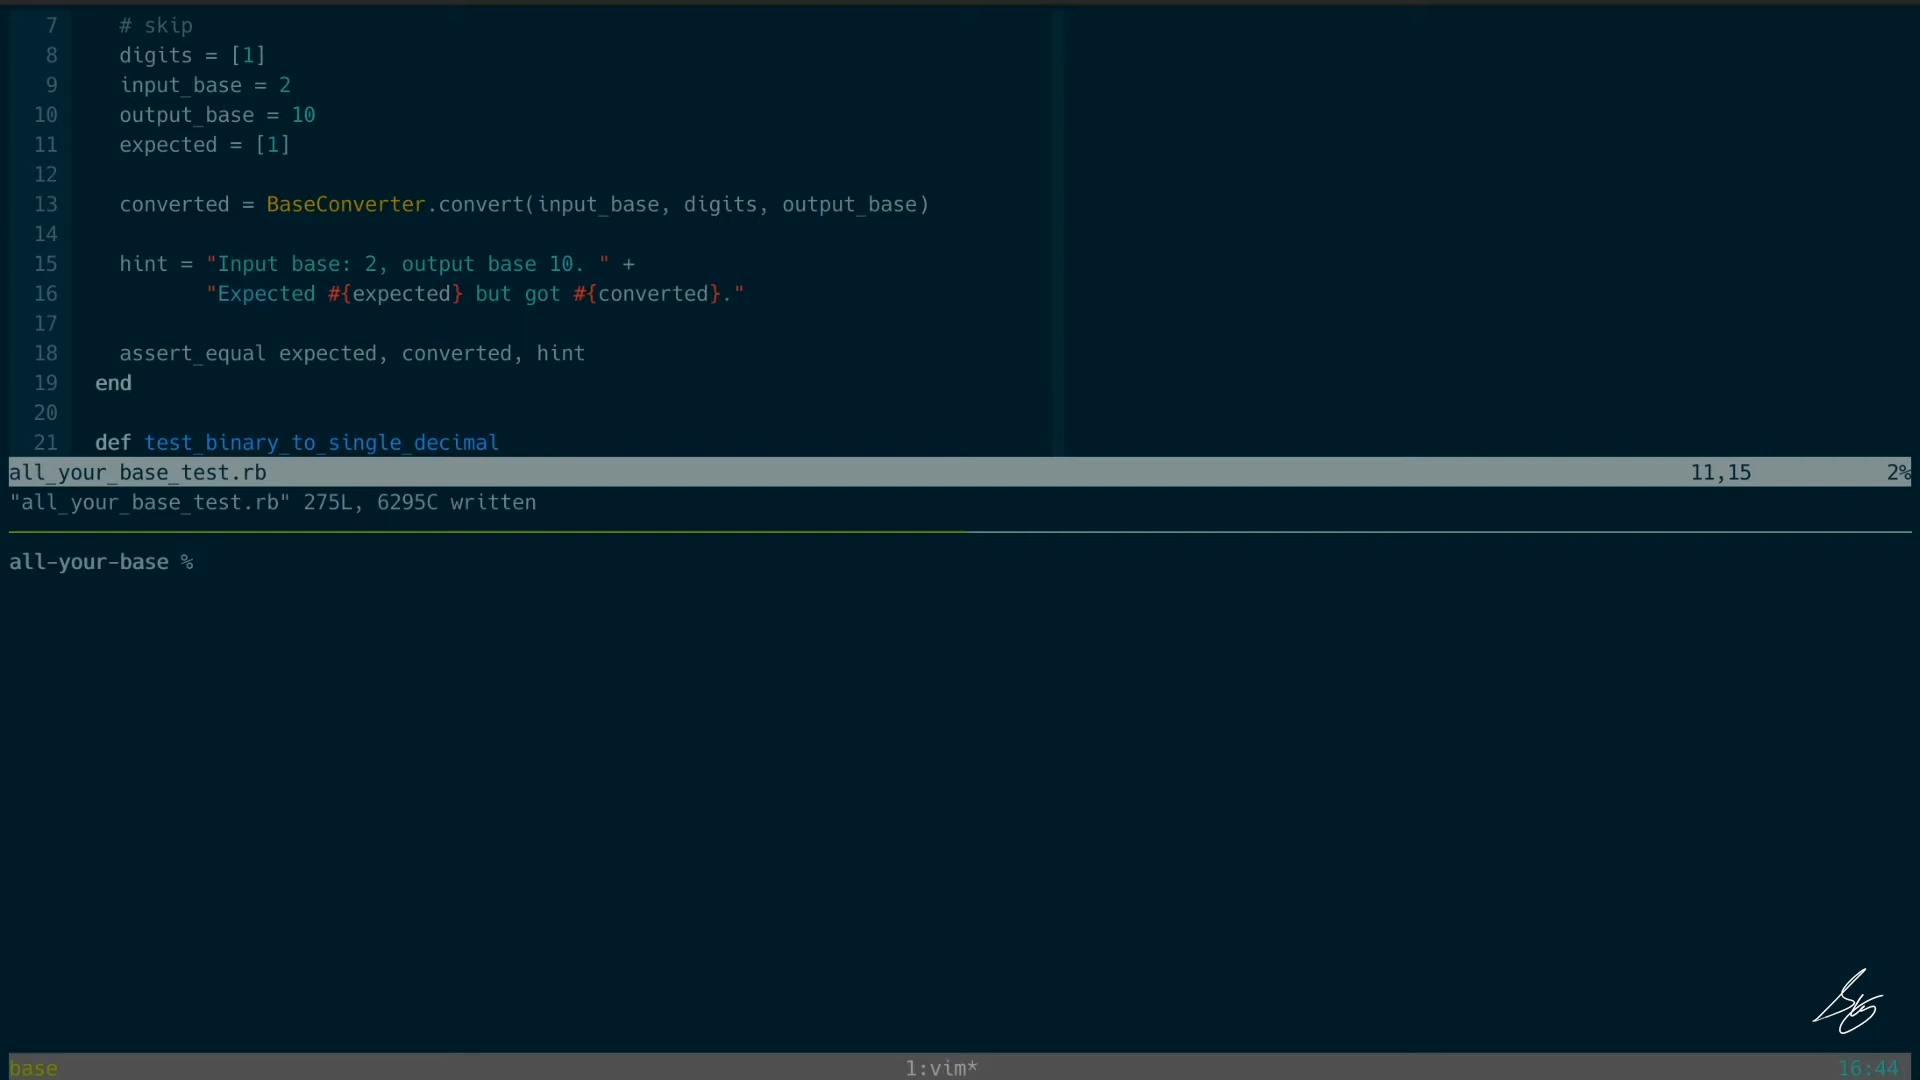 7 # skip
8 digits = [1]
9 input_base = 2
10 output_base = 10
11 expected = [1]
12
13 converted = BaseConverter.convert(input_base, digits, output_base)
14
15 hint = "Input base: 2, output base 10. " +
16 "Expected #{expected} but got #{converted}."
17
18 assert_equal expected, converted, hint
19 end
20
21 def test_binary_to_single_decimal
all_your_base_test.rb 11,15 2%
"all_your_base_test.rb" 275L, 6295C written
all-your-base %
base 1:vim* 16:44